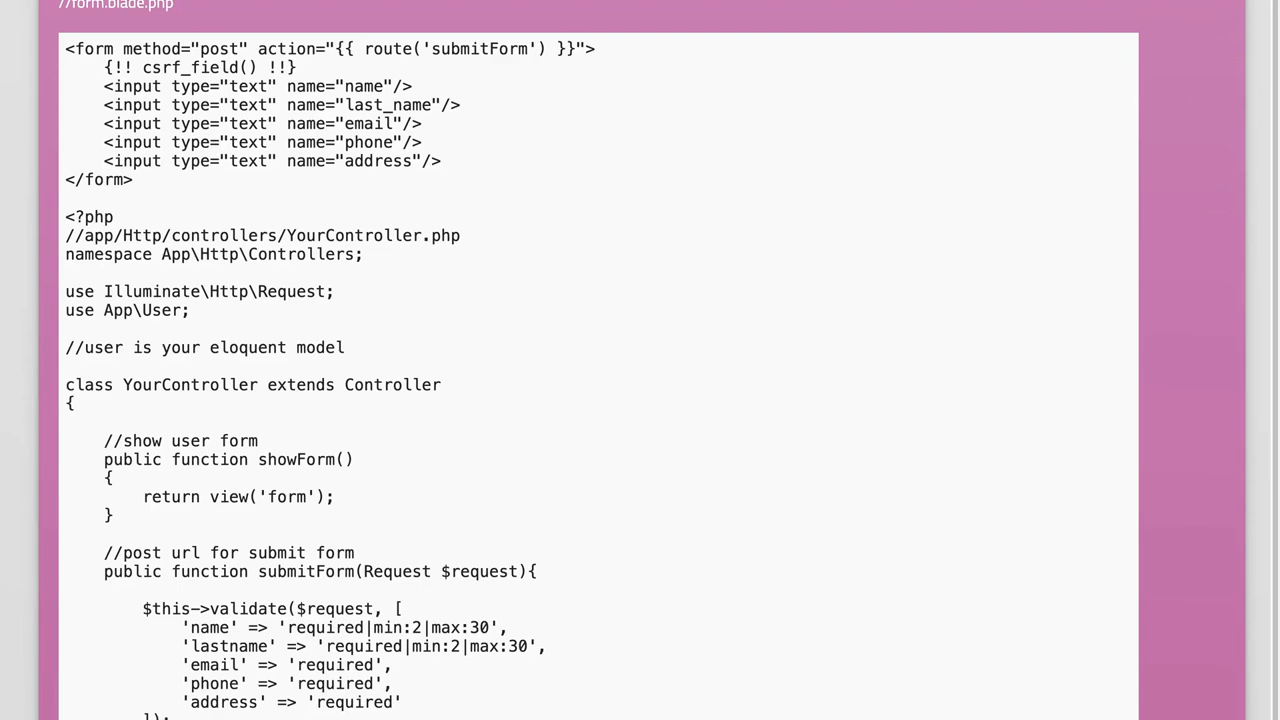 //form.blade.php
<form method="post" action="{{ route('submitForm') }}">
    {!! csrf_field() !!}
    <input type="text" name="name"/>
    <input type="text" name="last_name"/>
    <input type="text" name="email"/>
    <input type="text" name="phone"/>
    <input type="text" name="address"/>
</form>
<?php
//app/Http/controllers/YourController.php
namespace App\Http\Controllers;
use Illuminate\Http\Request;
use App\User;
//user is your eloquent model
class YourController extends Controller
{
    //show user form
    public function showForm()
    {
        return view('form');
    }
    //post url for submit form
    public function submitForm(Request $request){
        $this->validate($request, [
            'name' => 'required|min:2|max:30',
            'lastname' => 'required|min:2|max:30',
            'email' => 'required',
            'phone' => 'required',
            'address' => 'required'
        ]);